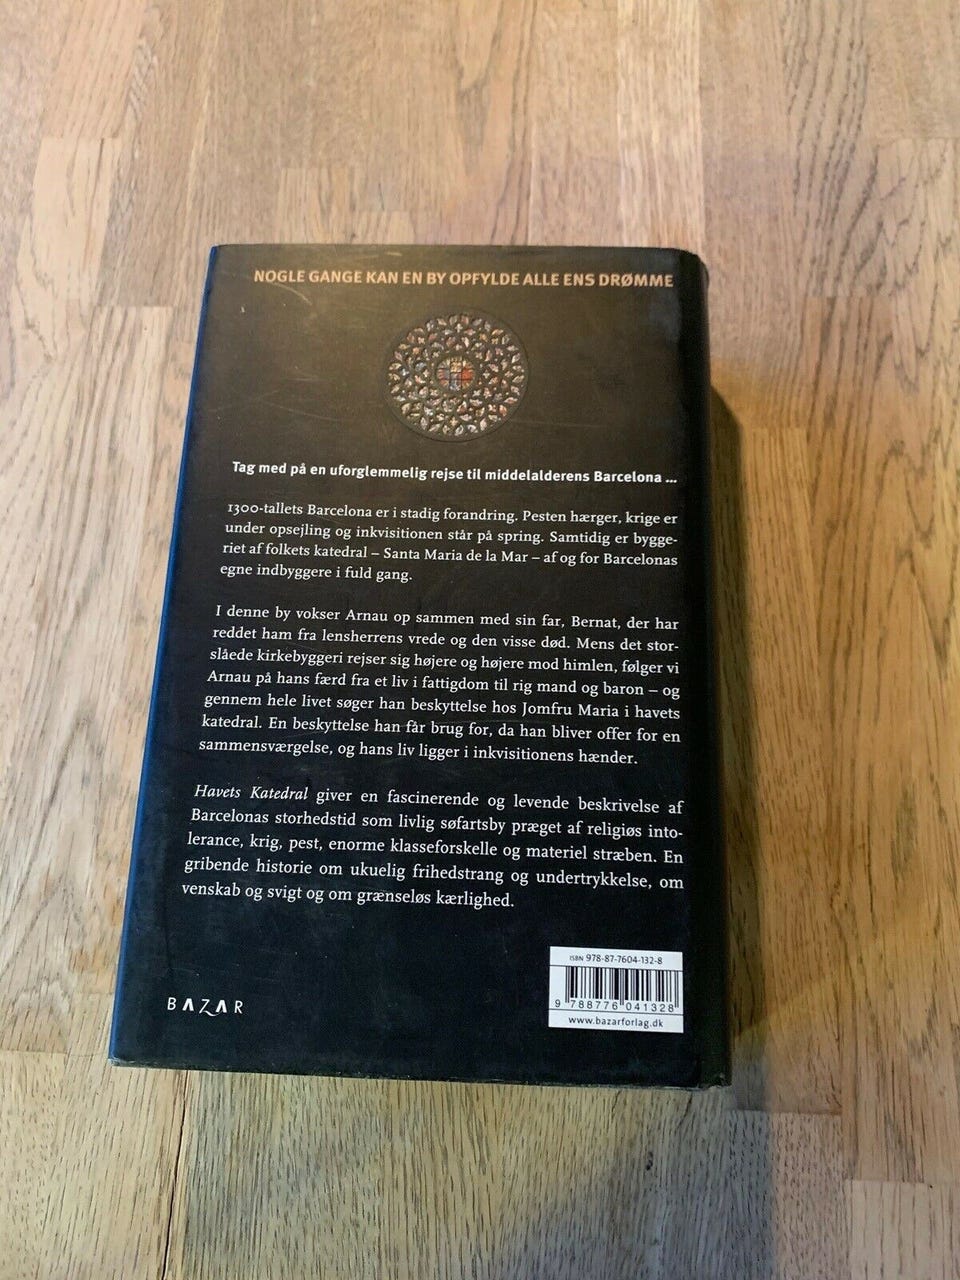 NOGLE GANGE KAN EN BY OPFYLDE ALLE ENS DRØMME
Tag med på en uforglemmelig rejse til middelalderens Barcelona ...
1300-tallets Barcelona er i stadig forandring. Pesten hærger, krige er
under opsejling og inkvisitionen står på spring. Samtidig er bygge-
riet af folkets katedral – Santa Maria de la Mar – af og for Barcelonas
egne indbyggere i fuld gang.
I denne by vokser Arnau op sammen med sin far, Bernat, der har
reddet ham fra lensherrens vrede og den visse død. Mens det stor-
slåede kirkebyggeri rejser sig højere og højere mod himlen, følger vi
Arnau på hans færd fra et liv i fattigdom til rig mand og baron – og
gennem hele livet søger han beskyttelse hos Jomfru Maria i havets
katedral. En beskyttelse han får brug for, da han bliver offer for en
sammensværgelse, og hans liv ligger i inkvisitionens hænder.
Havets Katedral giver en fascinerende og levende beskrivelse af
Barcelonas storhedstid som livlig søfartsby præget af religiøs into-
lerance, krig, pest, enorme klasseforskelle og materiel stræben. En
gribende historie om ukuelig frihedstrang og undertrykkelse, om
venskab og svigt og om grænseløs kærlighed.
ISBN 978-87-7604-132-8
9 788776 041328
www.bazarforlag.dk
BAZAR